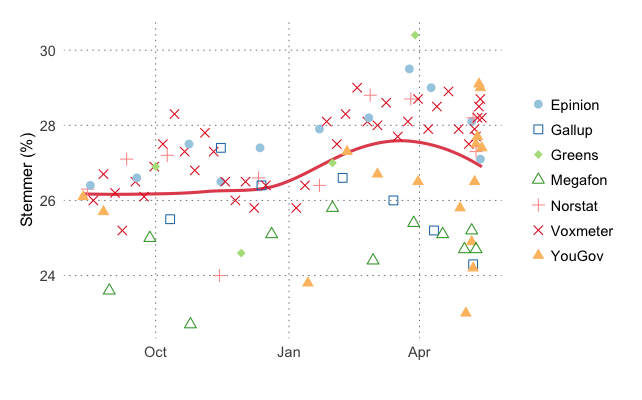 Stemmer (%)
30
28
26
24
Oct
Jan
Apr
Epinion
Gallup
Greens
Megafon
Norstat
Voxmeter
YouGov